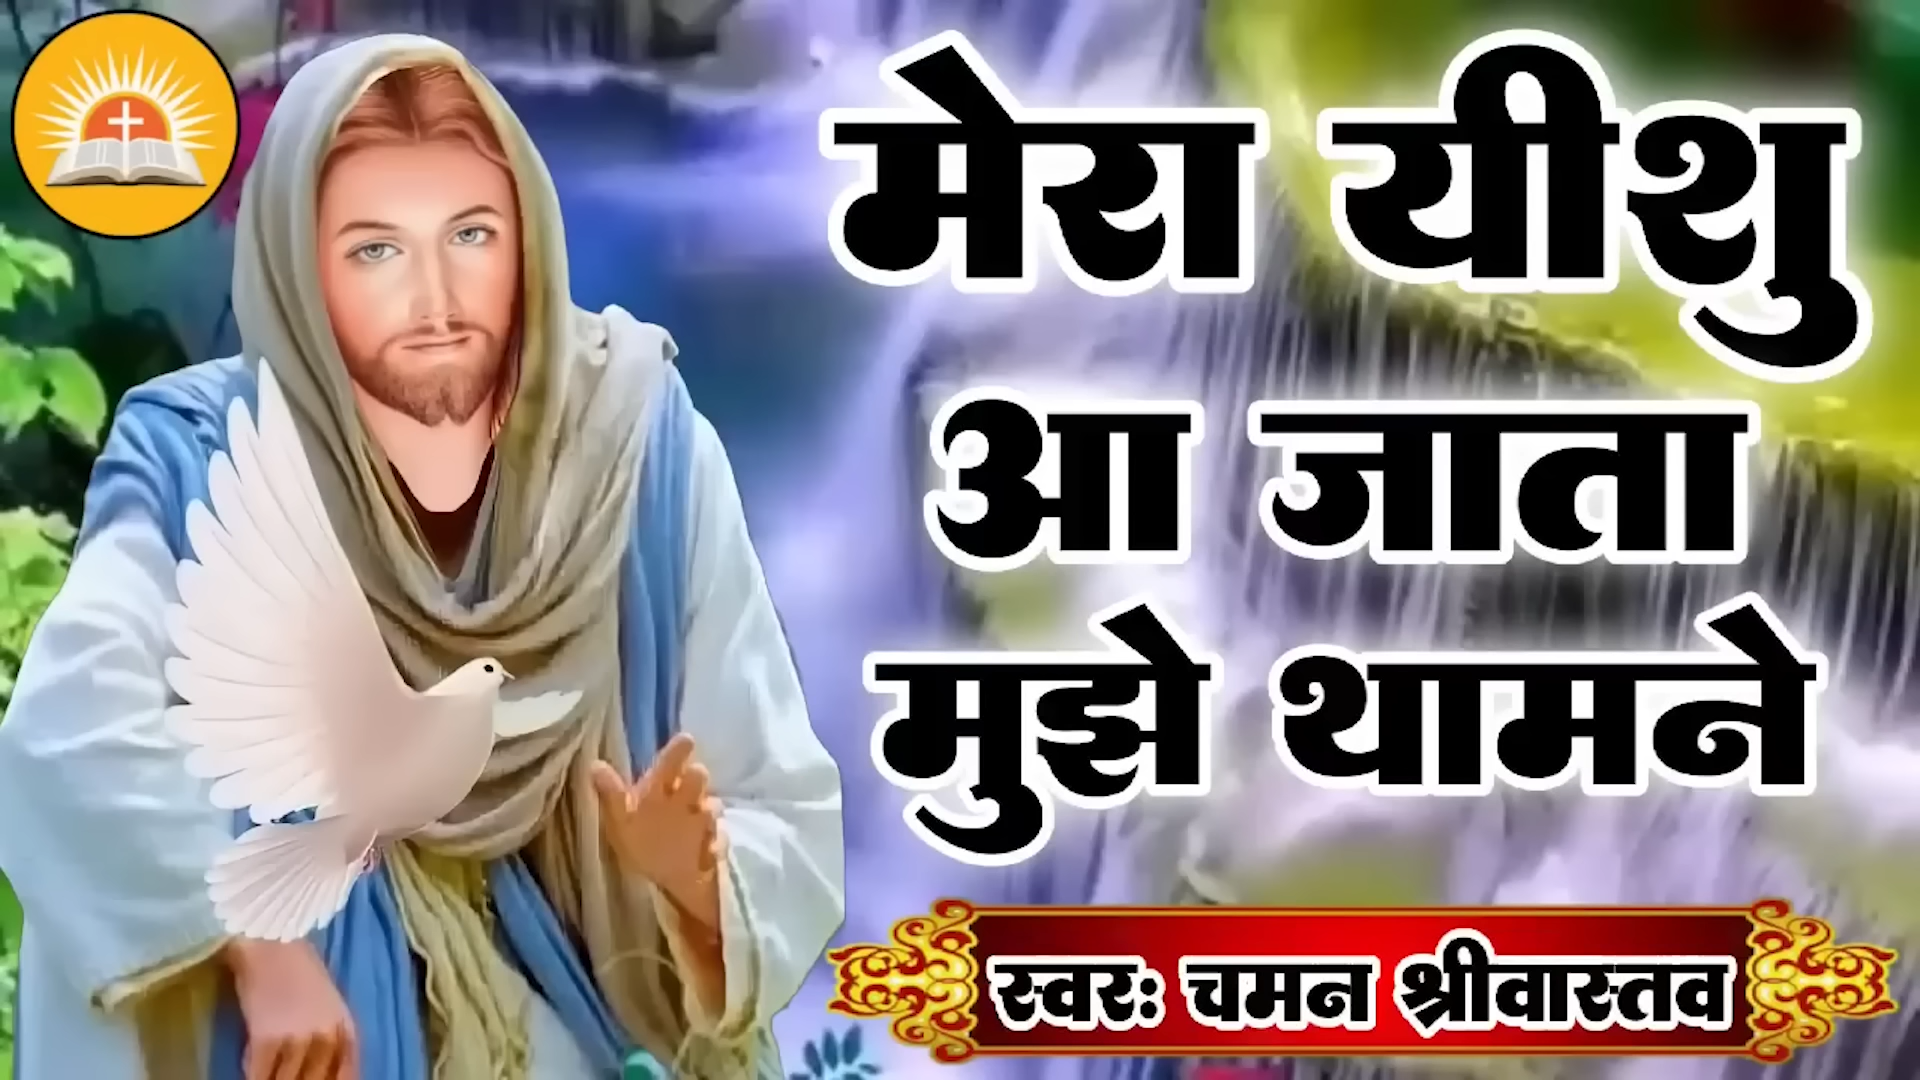 मेरा यीशु
आ जाता
मुझे थामने
स्वर: चमन श्रीवास्तव